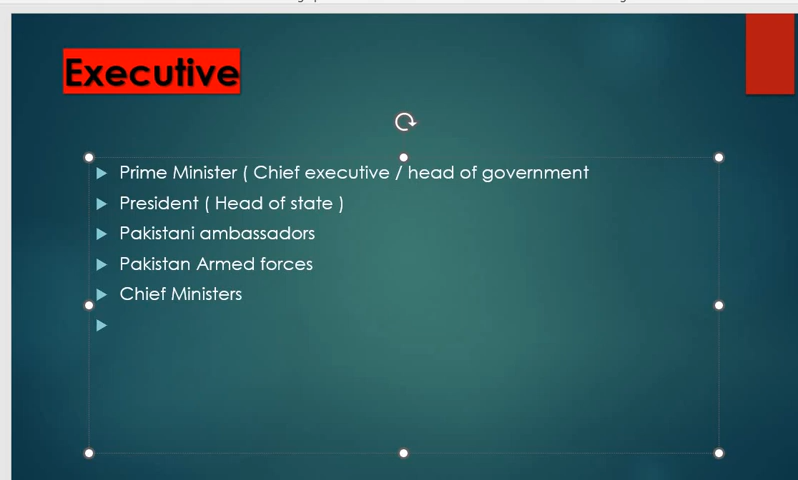 Executive
Prime Minister ( Chief executive / head of government
President ( Head of state )
Pakistani ambassadors
Pakistan Armed forces
Chief Ministers